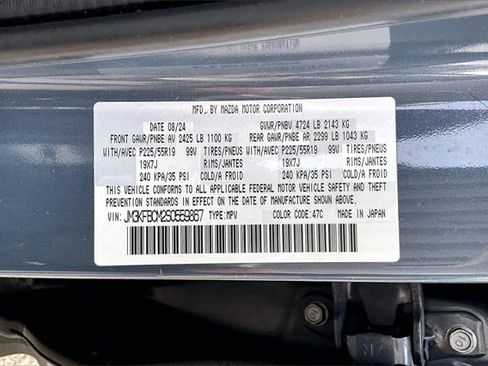 MFD. BY MAZDA MOTOR CORPORATION
DATE 08/24 GVWR/PNBV 4724 LB 2143 KG
FRONT GAWR/PNBE AV 2425 LB 1100 KG REAR GAWR/PNBE AR 2299 LB 1043 KG
WITH/AVEC P225/55R19 99V TIRES/PNEUS WITH/AVEC P225/55R19 99V TIRES/PNEUS
19X7J RIMS/JANTES 19X7J RIMS/JANTES
240 KPA/35 PSI COLD/A FROID 240 KPA/35 PSI COLD/A FROID
THIS VEHICLE CONFORMS TO ALL APPLICABLE FEDERAL MOTOR VEHICLE SAFETY AND THEFT
PREVENTION STANDARDS IN EFFECT ON THE DATE OF MANUFACTURE SHOWN ABOVE.
VIN: JM3KFBCM2S0559867 TYPE: MPV COLOR CODE: 47C MADE IN JAPAN